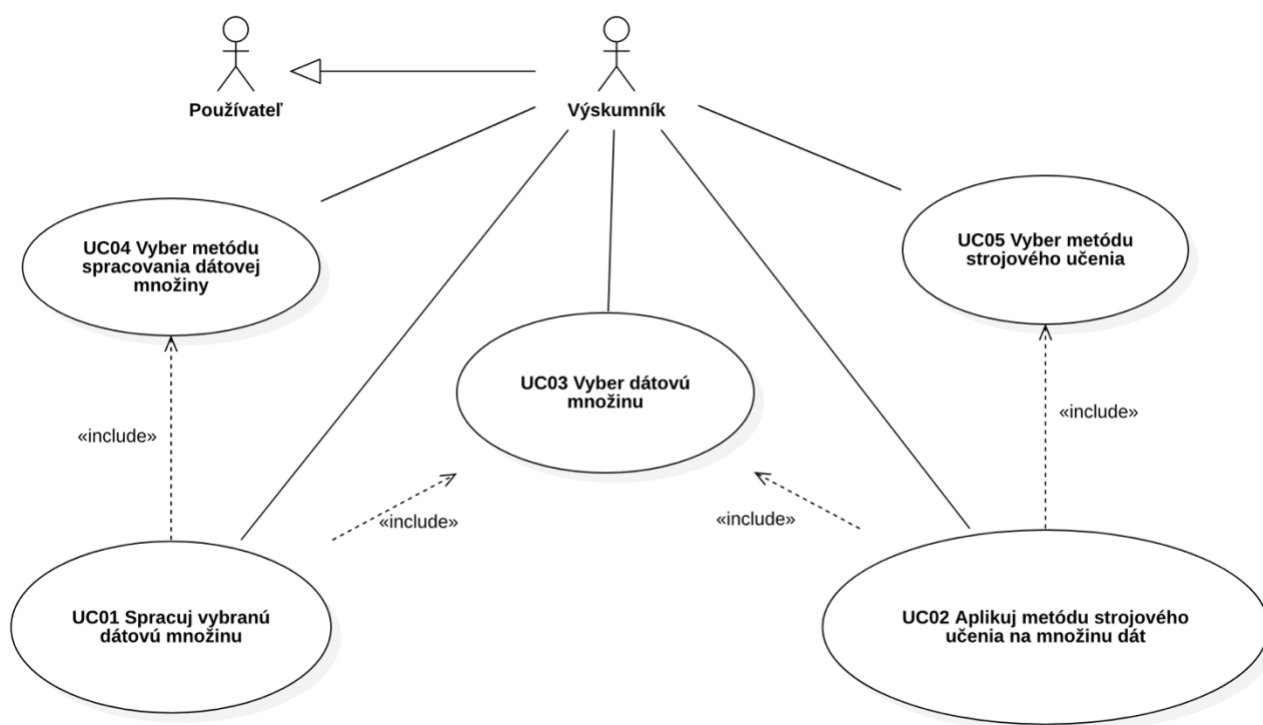 Používateľ
Výskumník
UC04 Vyber metódu
spracovania dátovej
množiny
UC05 Vyber metódu
strojového učenia
UC03 Vyber dátovú
množinu
«include»
«include»
«include»
«include»
UC01 Spracuj vybranú
dátovú množinu
UC02 Aplikuj metódu strojového
učenia na množinu dát